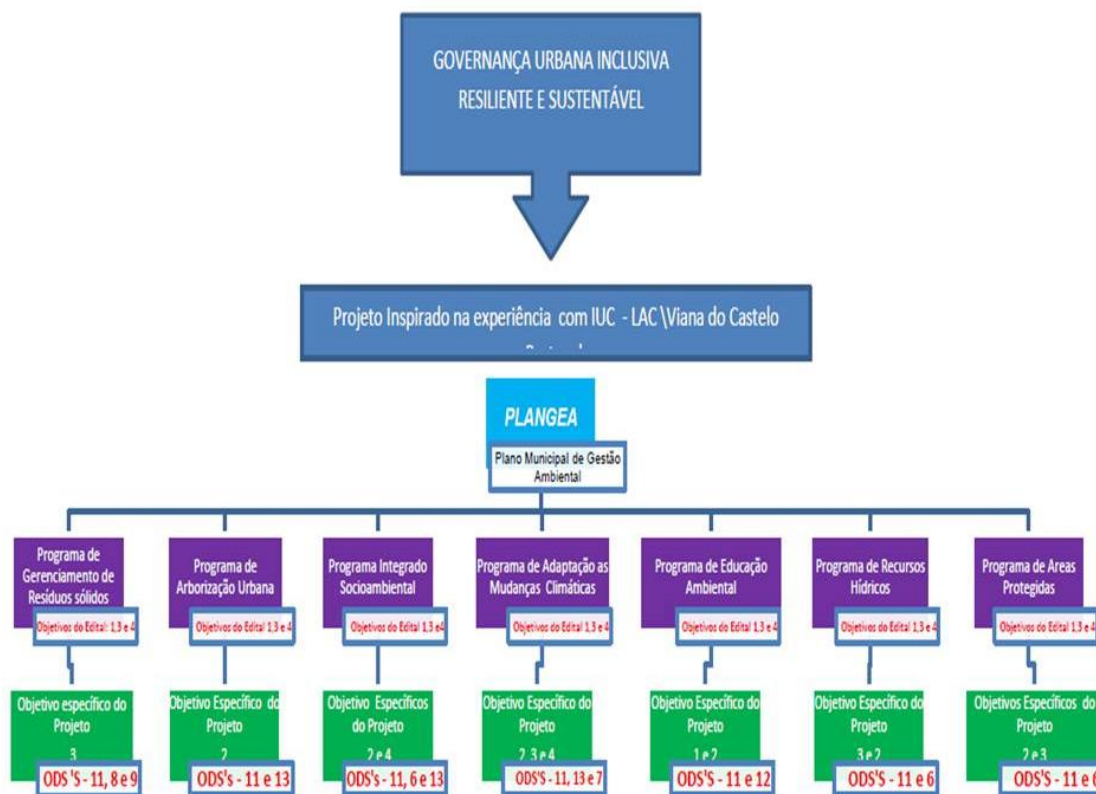 GOVERNANÇA URBANA INCLUSIVA
RESILIENTE E SUSTENTÁVEL
Projeto Inspirado na experiência com IUC - LAC \Viana do Castelo
PLANGEA
Plano Municipal de Gestão
Ambiental
Programa de
Gerenciamento de
Resíduos sólidos
Objetivos do Edital: 1,3 e 4
Programa de
Arborização Urbana
Objetivos do Edital 1,3 e 4
Programa Integrado
Socioambiental
Objetivos do Edital 1,3 e4
Programa de Adaptação as
Mudanças Climáticas
Objetivos do Edital 1,3 e 4
Programa de Educação
Ambiental
Objetivos do Edital 1,3 e 4
Programa de Recursos
Hídricos
Objetivos do Edital 1,3 e 4
Programa de Areas
Protegidas
Objetivos do Edital 1,3 e 4
Objetivo específico do
Projeto
3
ODS 'S - 11, 8 e 9
Objetivo Específico do
Projeto
2
ODS's - 11 e 13
Objetivo Específicos
do Projeto
2 e 4
ODS's - 11, 6 e 13
Objetivo Específico do
Projeto
2 3 e 4
ODS'S - 11, 13 e 7
Objetivo Específico do
Projeto
1 e 2
ODS's - 11 e 12
Objetivo Específico do
Projeto
3 e 2
ODS's - 11 e 6
Objetivos Específicos do
Projeto
2 e 3
ODS's - 11 e 6